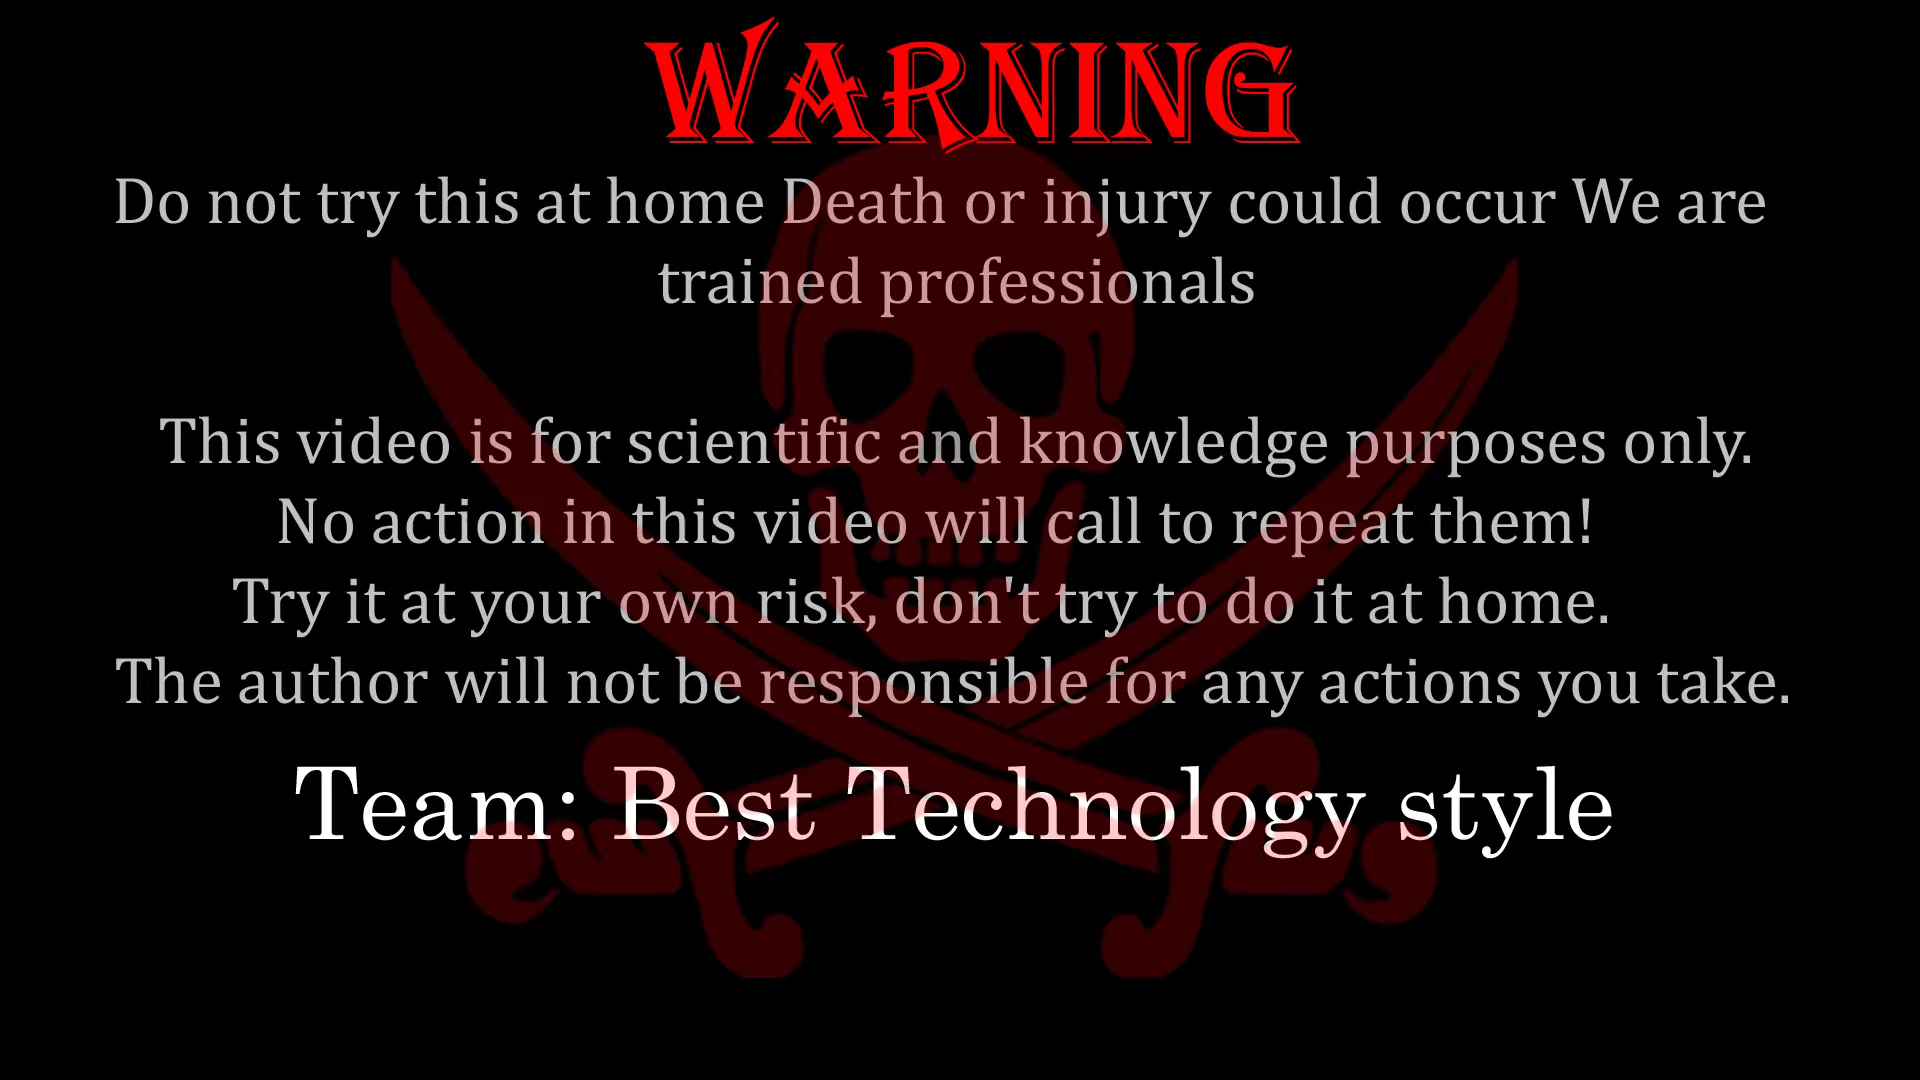 WARNING
Do not try this at home Death or injury could occur We are
trained professionals
This video is for scientific and knowledge purposes only.
No action in this video will call to repeat them!
Try it at your own risk, don't try to do it at home.
The author will not be responsible for any actions you take.
Team: Best Technology style